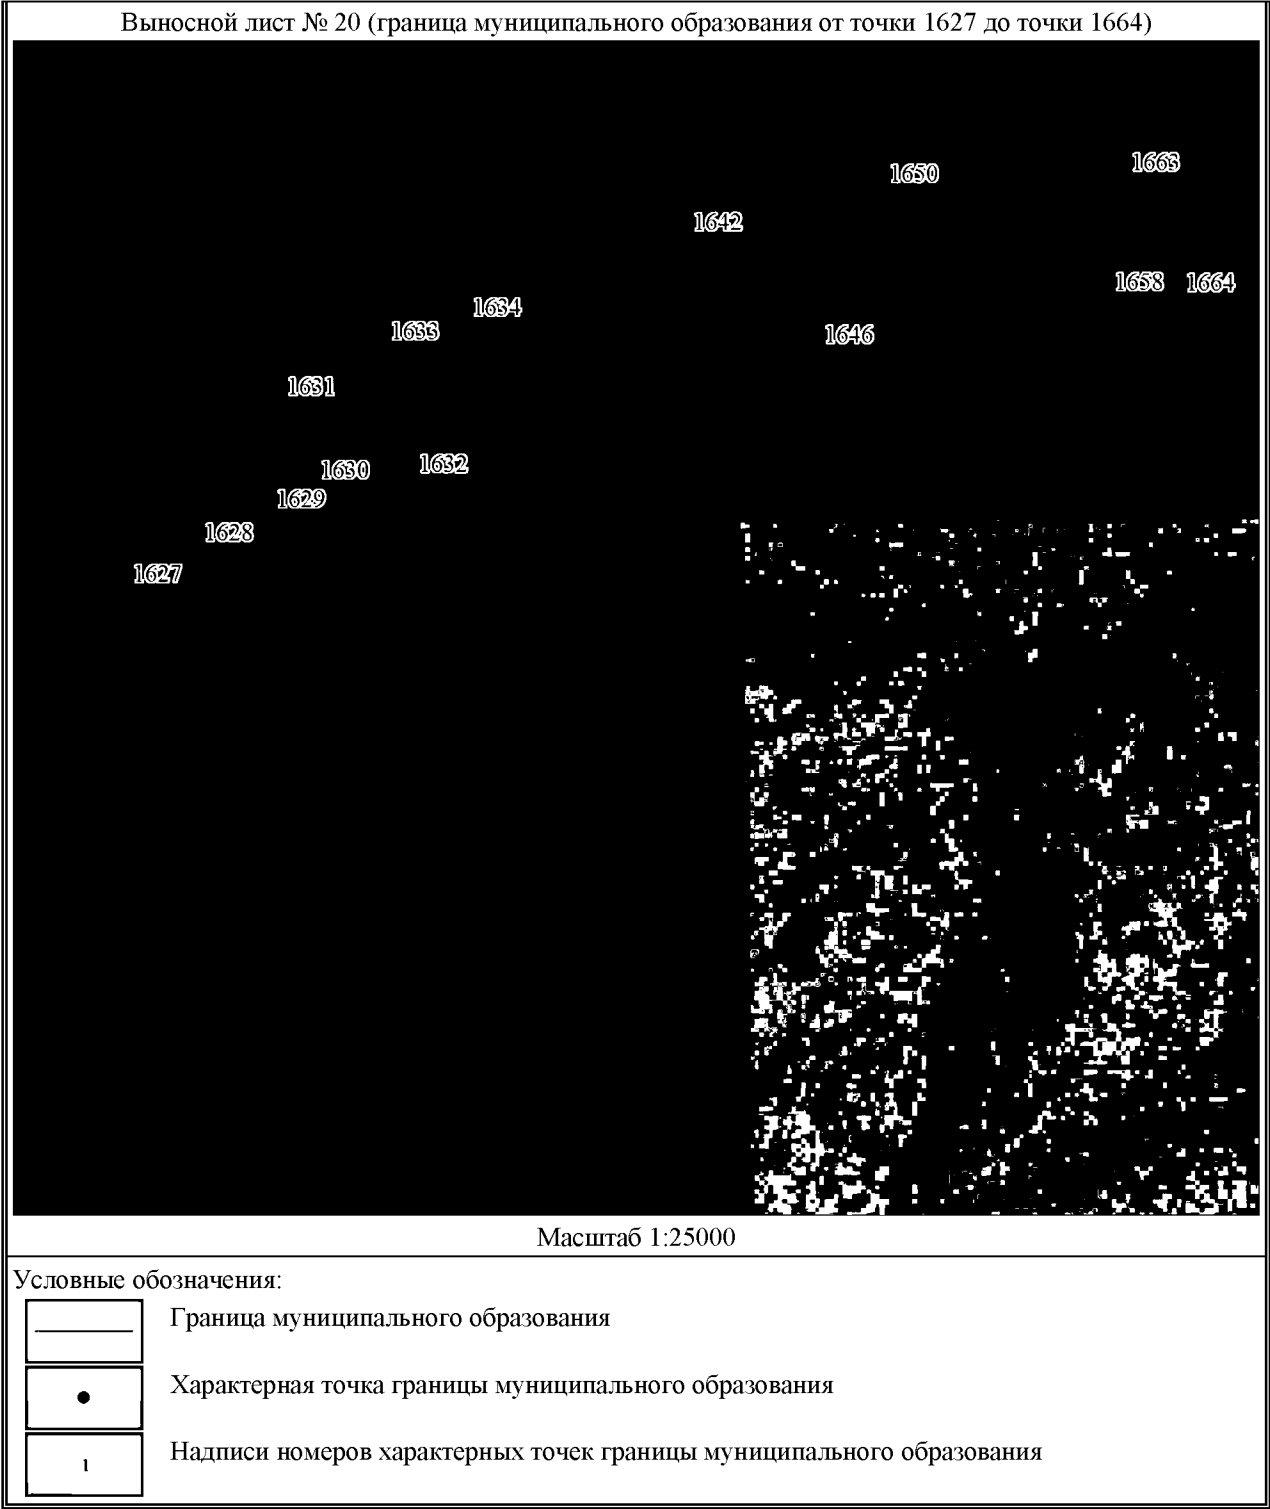 Выносной лист № 20 (граница муниципального образования от точки 1627 до точки 1664)
1663
1650
1642
1658 1664
1634
1633
1646
1631
1632
1630
1629
1628
1627
Масштаб 1:25000
Условные обозначения:
Граница муниципального образования
Характерная точка границы муниципального образования
1 Надписи номеров характерных точек границы муниципального образования